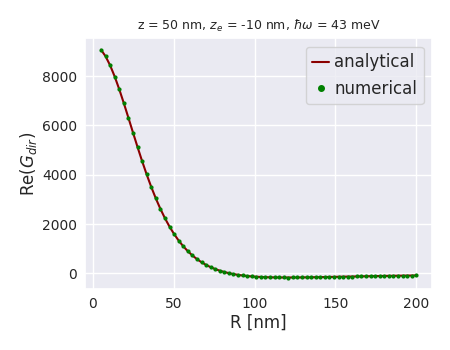 z = 50 nm, zₑ = -10 nm, ℏω = 43 meV
analytical
numerical
Re(G_dir)
8000
6000
4000
2000
0
0 50 100 150 200
R [nm]